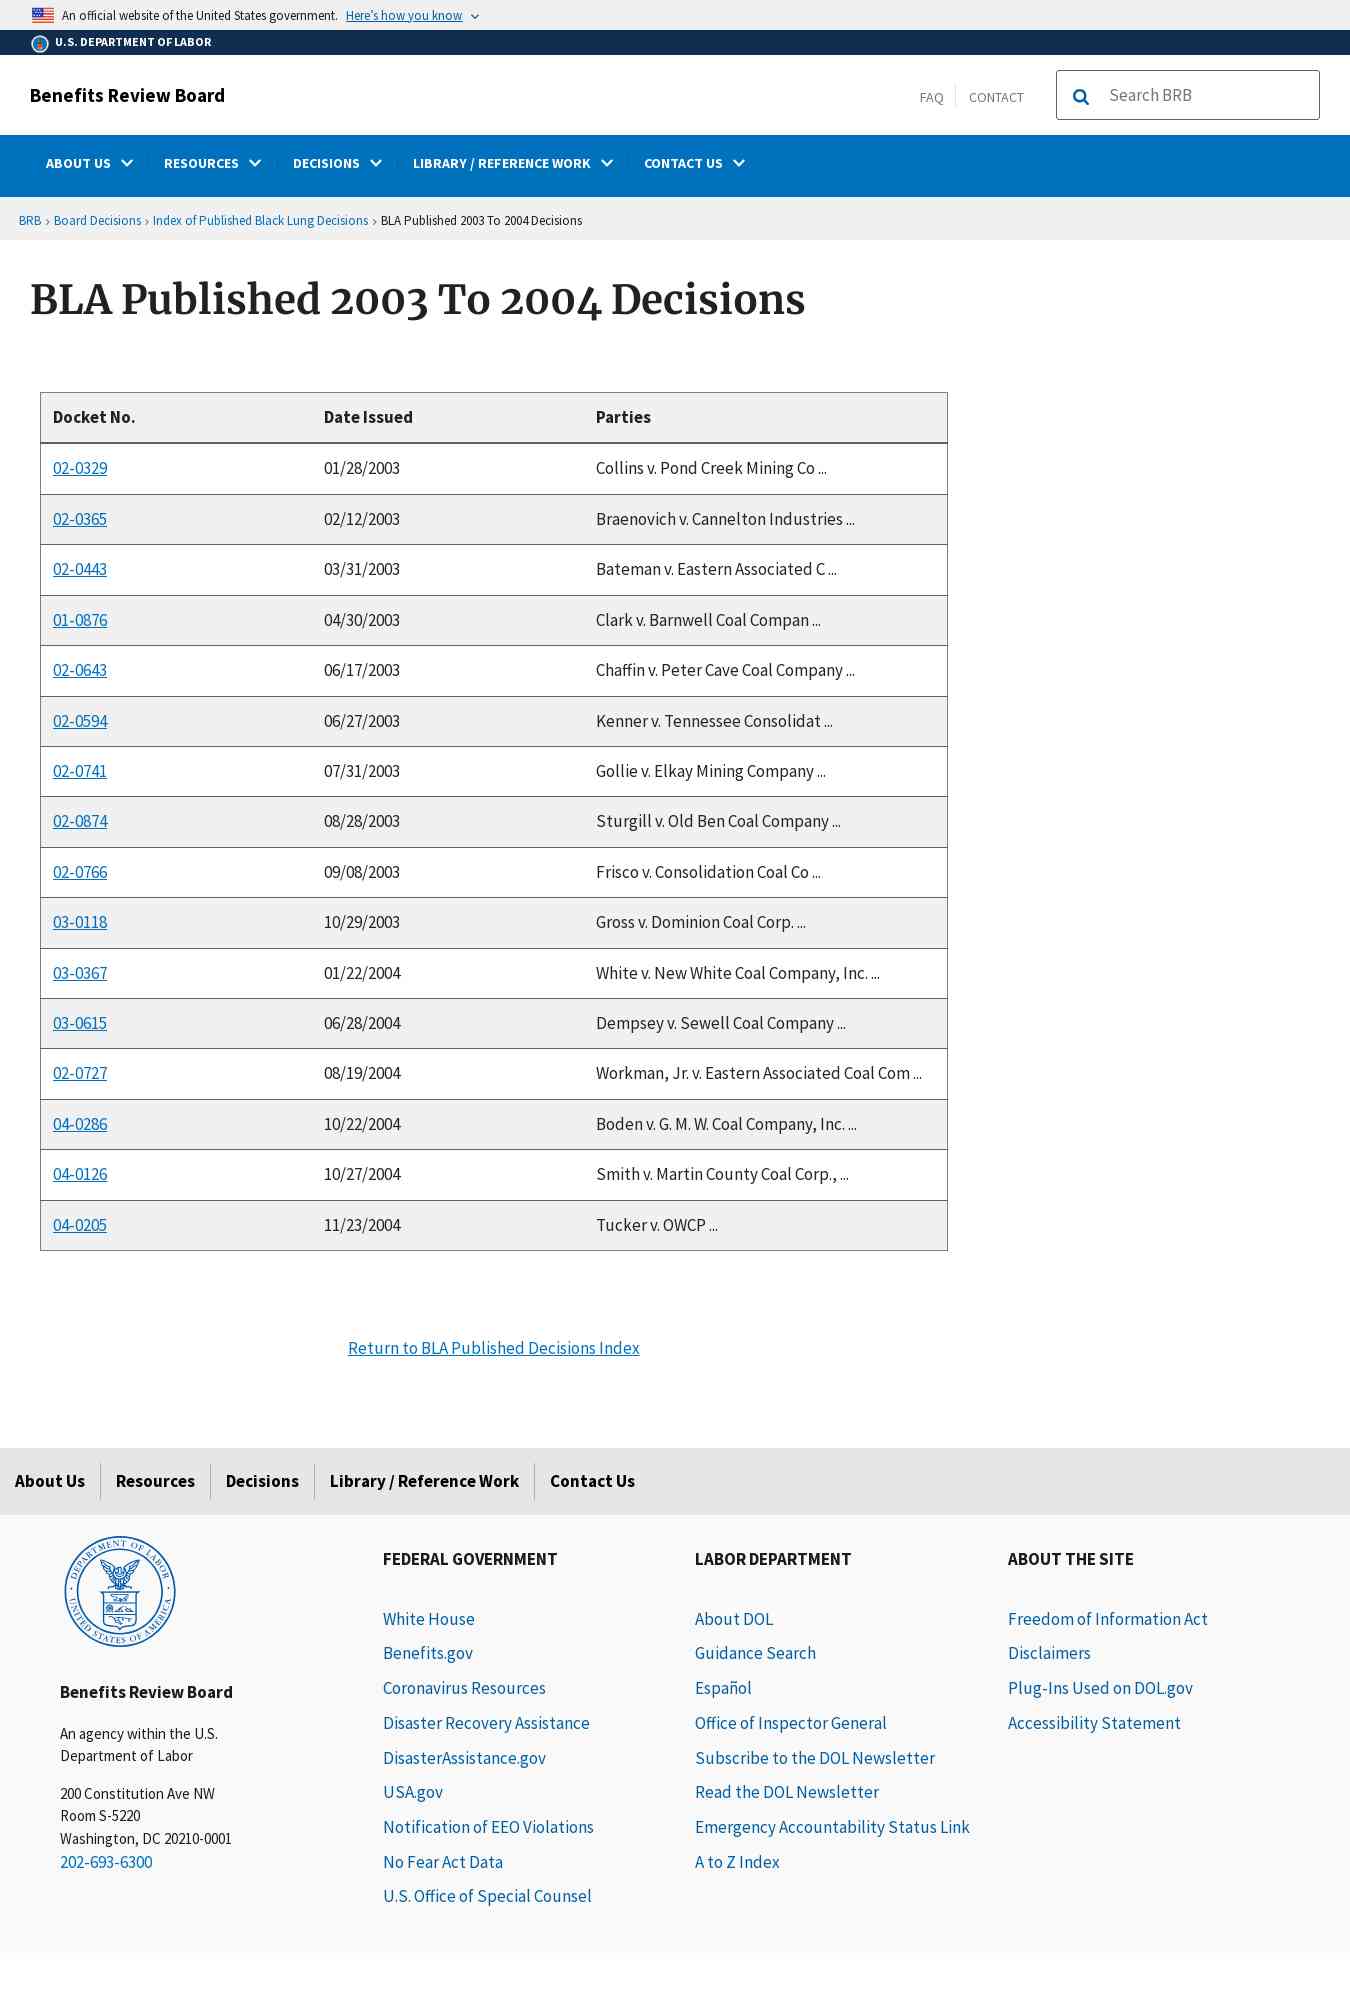 An official website of the United States government. Here's how you know
U.S. DEPARTMENT OF LABOR
Benefits Review Board
FAQ
CONTACT
Search BRB
ABOUT US
RESOURCES
DECISIONS
LIBRARY / REFERENCE WORK
CONTACT US
BRB › Board Decisions › Index of Published Black Lung Decisions › BLA Published 2003 To 2004 Decisions
BLA Published 2003 To 2004 Decisions
Docket No. Date Issued Parties
02-0329 01/28/2003 Collins v. Pond Creek Mining Co ...
02-0365 02/12/2003 Braenovich v. Cannelton Industries ...
02-0443 03/31/2003 Bateman v. Eastern Associated C ...
01-0876 04/30/2003 Clark v. Barnwell Coal Compan ...
02-0643 06/17/2003 Chaffin v. Peter Cave Coal Company ...
02-0594 06/27/2003 Kenner v. Tennessee Consolidat ...
02-0741 07/31/2003 Gollie v. Elkay Mining Company ...
02-0874 08/28/2003 Sturgill v. Old Ben Coal Company ...
02-0766 09/08/2003 Frisco v. Consolidation Coal Co ...
03-0118 10/29/2003 Gross v. Dominion Coal Corp. ...
03-0367 01/22/2004 White v. New White Coal Company, Inc. ...
03-0615 06/28/2004 Dempsey v. Sewell Coal Company ...
02-0727 08/19/2004 Workman, Jr. v. Eastern Associated Coal Com ...
04-0286 10/22/2004 Boden v. G. M. W. Coal Company, Inc. ...
04-0126 10/27/2004 Smith v. Martin County Coal Corp., ...
04-0205 11/23/2004 Tucker v. OWCP ...
Return to BLA Published Decisions Index
About Us
Resources
Decisions
Library / Reference Work
Contact Us
DEPARTMENT OF LABOR
UNITED STATES OF AMERICA
Benefits Review Board
An agency within the U.S.
Department of Labor
200 Constitution Ave NW
Room S-5220
Washington, DC 20210-0001
202-693-6300
FEDERAL GOVERNMENT
White House
Benefits.gov
Coronavirus Resources
Disaster Recovery Assistance
DisasterAssistance.gov
USA.gov
Notification of EEO Violations
No Fear Act Data
U.S. Office of Special Counsel
LABOR DEPARTMENT
About DOL
Guidance Search
Español
Office of Inspector General
Subscribe to the DOL Newsletter
Read the DOL Newsletter
Emergency Accountability Status Link
A to Z Index
ABOUT THE SITE
Freedom of Information Act
Disclaimers
Plug-Ins Used on DOL.gov
Accessibility Statement